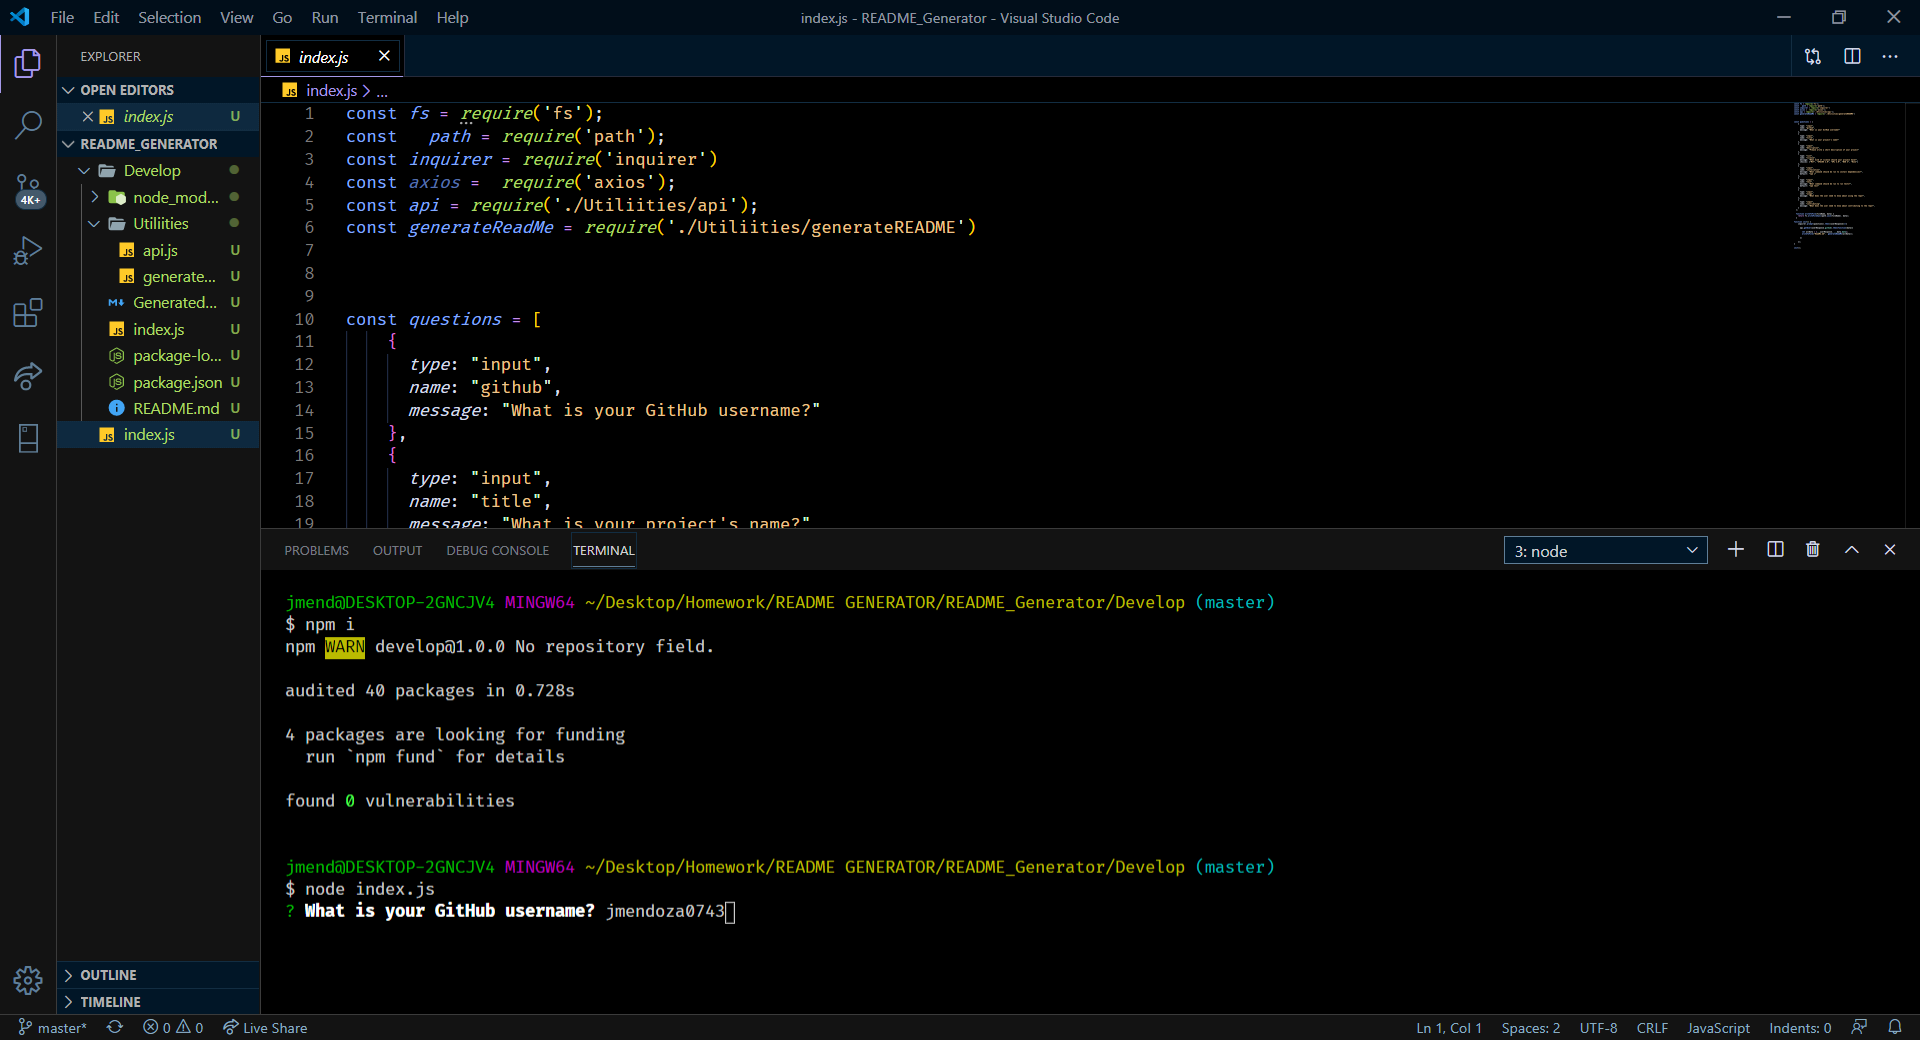 File Edit Selection View Go Run Terminal Help
index.js - README_Generator - Visual Studio Code
EXPLORER
OPEN EDITORS
index.js U
README_GENERATOR
Develop
node_mod...
Utiliities
api.js U
generate... U
Generated... U
index.js U
package-lo... U
package.json U
README.md U
index.js U
4K+
OUTLINE
TIMELINE
index.js
index.js > ...
1 const fs = require('fs');
2 const path = require('path');
3 const inquirer = require('inquirer')
4 const axios = require('axios');
5 const api = require('./Utiliities/api');
6 const generateReadMe = require('./Utiliities/generateREADME')
7
8
9
10 const questions = [
11 {
12 type: "input",
13 name: "github",
14 message: "What is your GitHub username?"
15 },
16 {
17 type: "input",
18 name: "title",
19 message: "What is your project's name?"
PROBLEMS OUTPUT DEBUG CONSOLE TERMINAL
3: node
jmend@DESKTOP-2GNCJV4 MINGW64 ~/Desktop/Homework/README GENERATOR/README_Generator/Develop (master)
$ npm i
npm WARN develop@1.0.0 No repository field.
audited 40 packages in 0.728s
4 packages are looking for funding
run `npm fund` for details
found 0 vulnerabilities
jmend@DESKTOP-2GNCJV4 MINGW64 ~/Desktop/Homework/README GENERATOR/README_Generator/Develop (master)
$ node index.js
? What is your GitHub username? jmendoza0743
master* 0 0 Live Share
Ln 1, Col 1 Spaces: 2 UTF-8 CRLF JavaScript Indents: 0